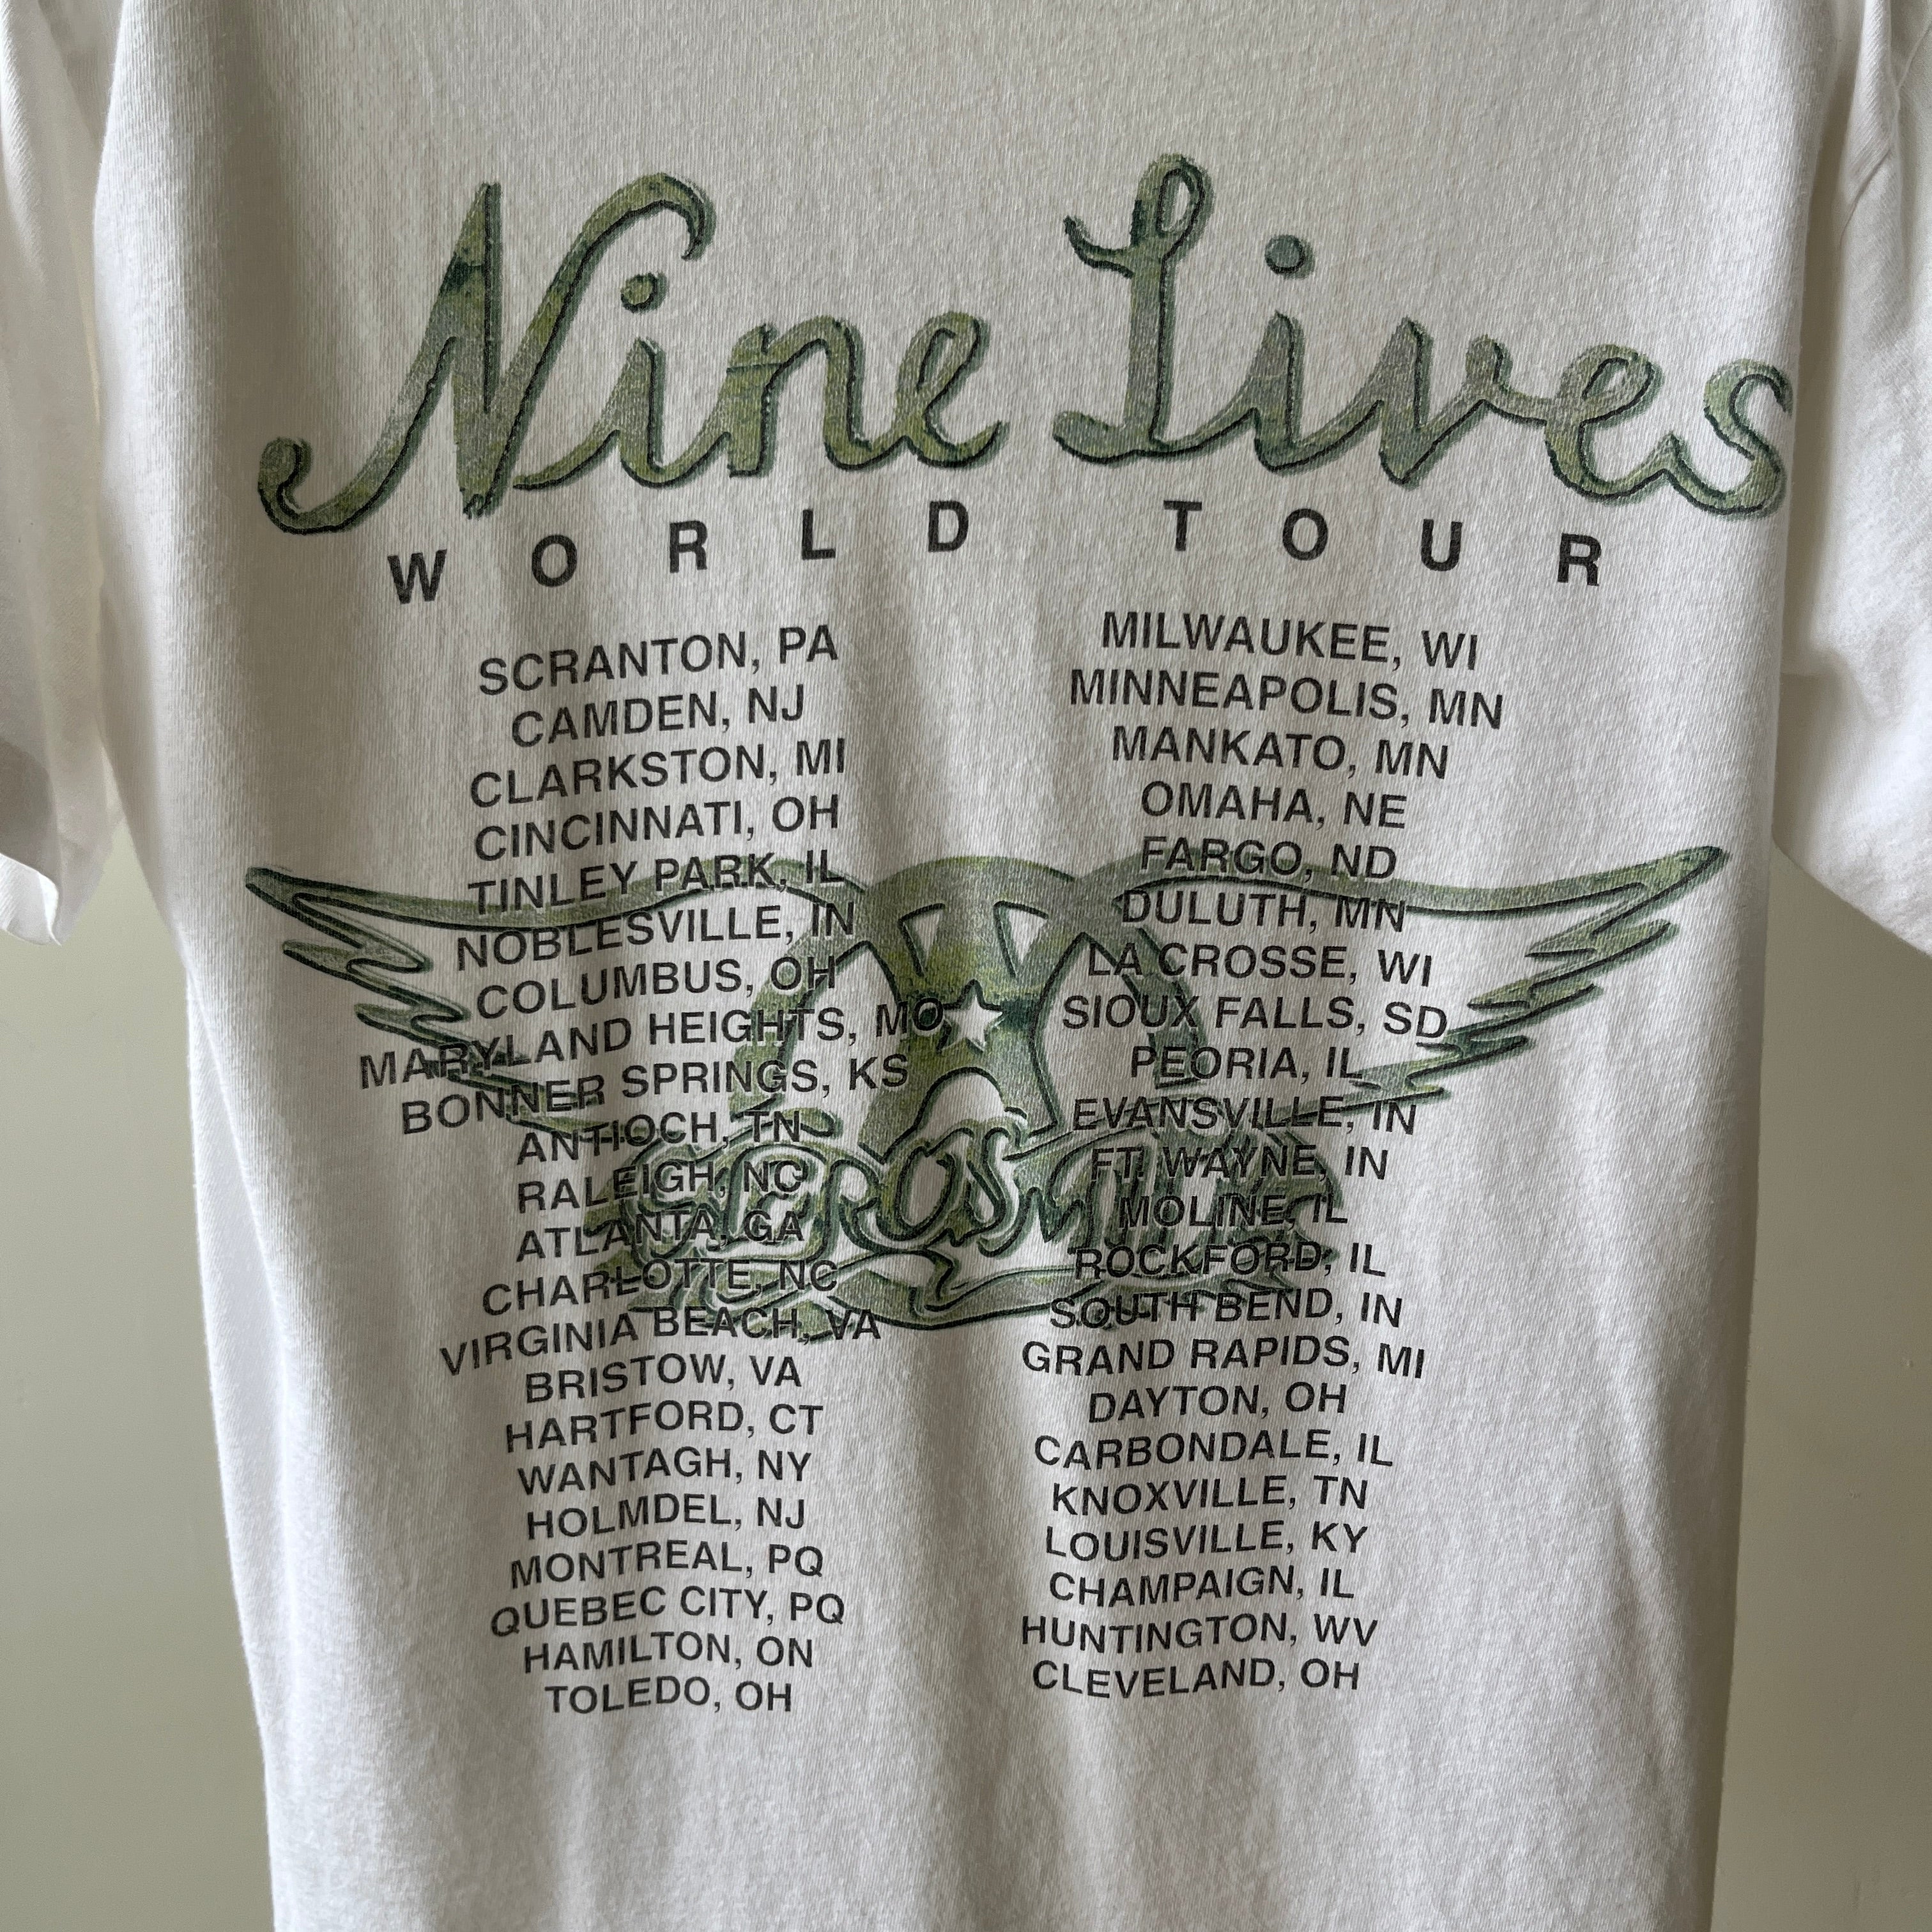 Nine Lives
WORLD TOUR
SCRANTON, PA
CAMDEN, NJ
CLARKSTON, MI
CINCINNATI, OH
TINLEY PARK, IL
NOBLESVILLE, IN
COLUMBUS, OH
MARYLAND HEIGHTS, MO
BONNER SPRINGS, KS
ANTIOCH, TN
RALEIGH, NC
ATLANTA, GA
CHARLOTTE, NC
VIRGINIA BEACH, VA
BRISTOW, VA
HARTFORD, CT
WANTAGH, NY
HOLMDEL, NJ
MONTREAL, PQ
QUEBEC CITY, PQ
HAMILTON, ON
TOLEDO, OH
MILWAUKEE, WI
MINNEAPOLIS, MN
MANKATO, MN
OMAHA, NE
FARGO, ND
DULUTH, MN
LA CROSSE, WI
SIOUX FALLS, SD
PEORIA, IL
EVANSVILLE, IN
FT. WAYNE, IN
MOLINE, IL
ROCKFORD, IL
SOUTH BEND, IN
GRAND RAPIDS, MI
DAYTON, OH
CARBONDALE, IL
KNOXVILLE, TN
LOUISVILLE, KY
CHAMPAIGN, IL
HUNTINGTON, WV
CLEVELAND, OH
AEROSMITH